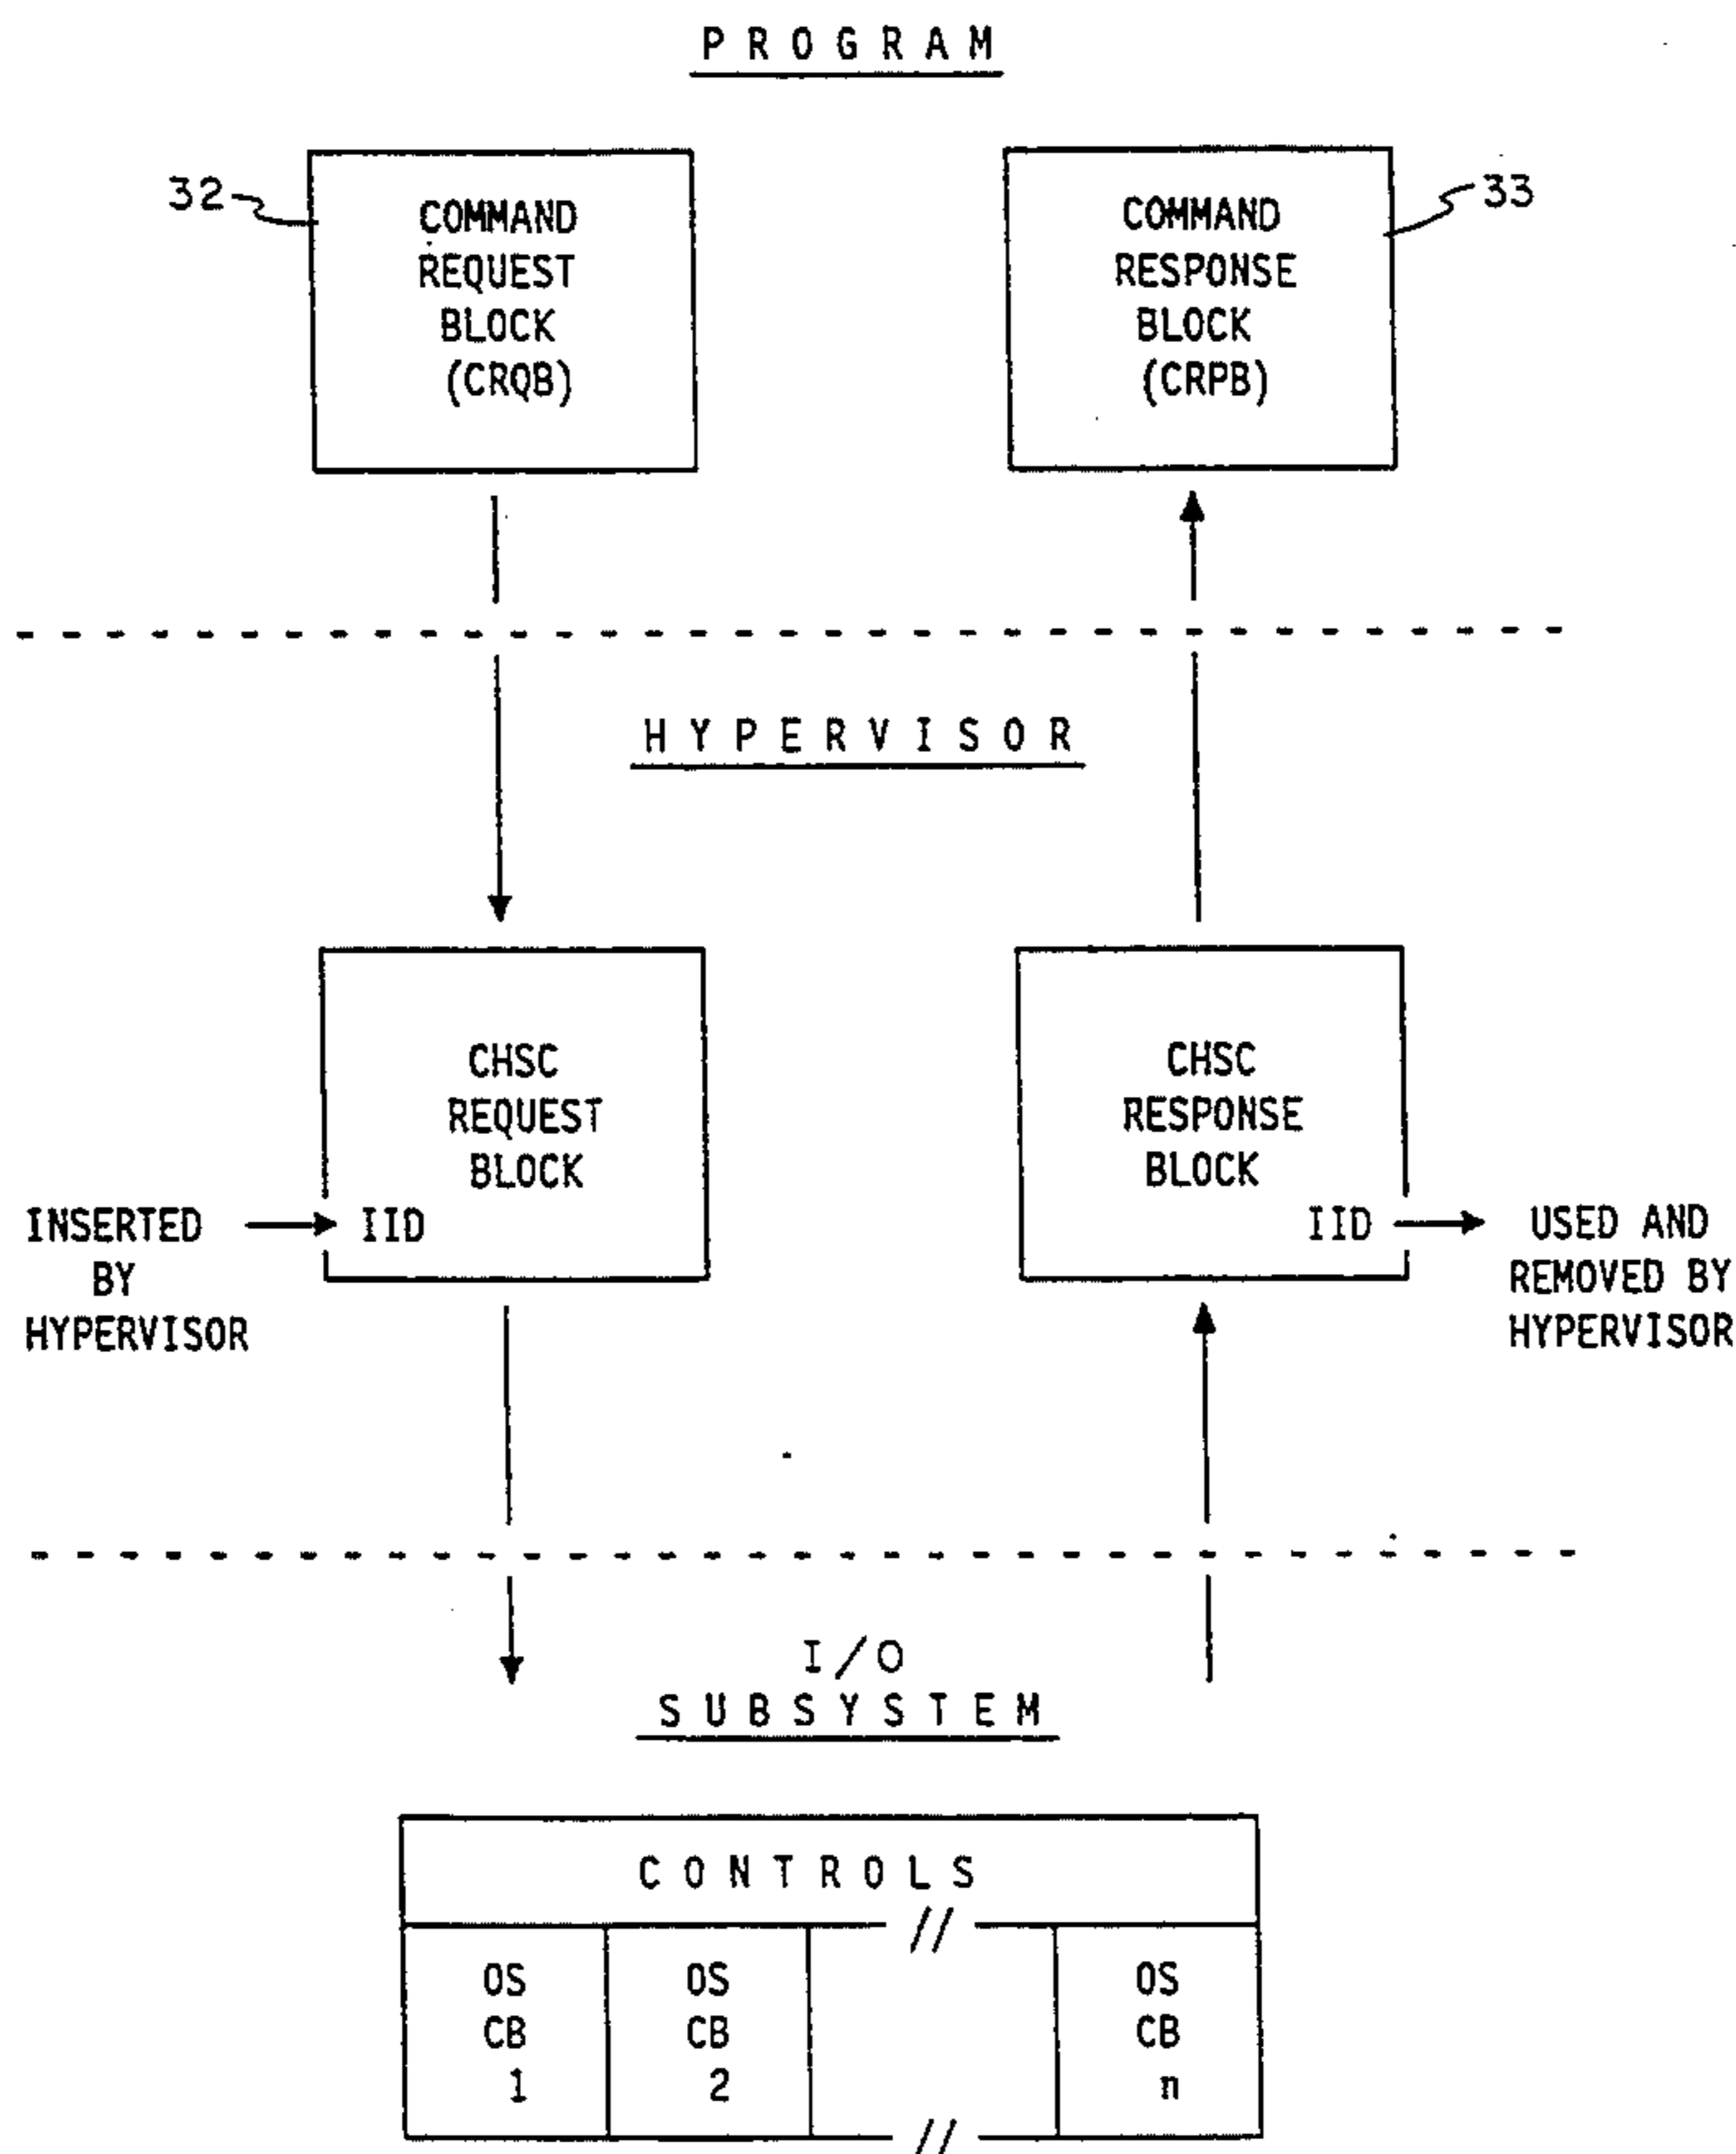 PROGRAM
32
COMMAND
REQUEST
BLOCK
(CRQB)
COMMAND
RESPONSE
BLOCK
(CRPB)
33
HYPERVISOR
CHSC
REQUEST
BLOCK
IID
INSERTED
BY
HYPERVISOR
CHSC
RESPONSE
BLOCK
IID
USED AND
REMOVED BY
HYPERVISOR
I/O
SUBSYSTEM
CONTROLS
OS
CB
1
OS
CB
2
//
OS
CB
n
//